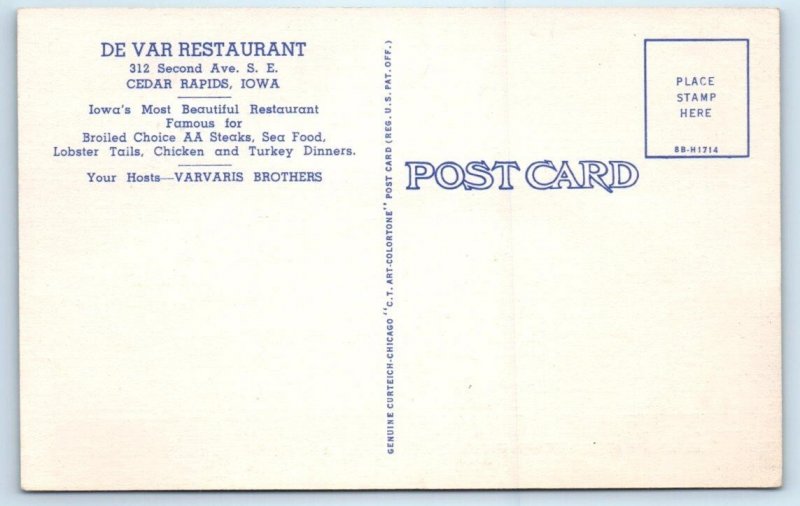 DE VAR RESTAURANT
312 Second Ave. S. E.
CEDAR RAPIDS, IOWA
Iowa's Most Beautiful Restaurant
Famous for
Broiled Choice AA Steaks, Sea Food,
Lobster Tails, Chicken and Turkey Dinners.
Your Hosts—VARVARIS BROTHERS
GENUINE CURTEICH-CHICAGO "C. T. ART-COLORTONE" POST CARD (REG. U. S. PAT. OFF.)
POST CARD
PLACE
STAMP
HERE
8B-H1714